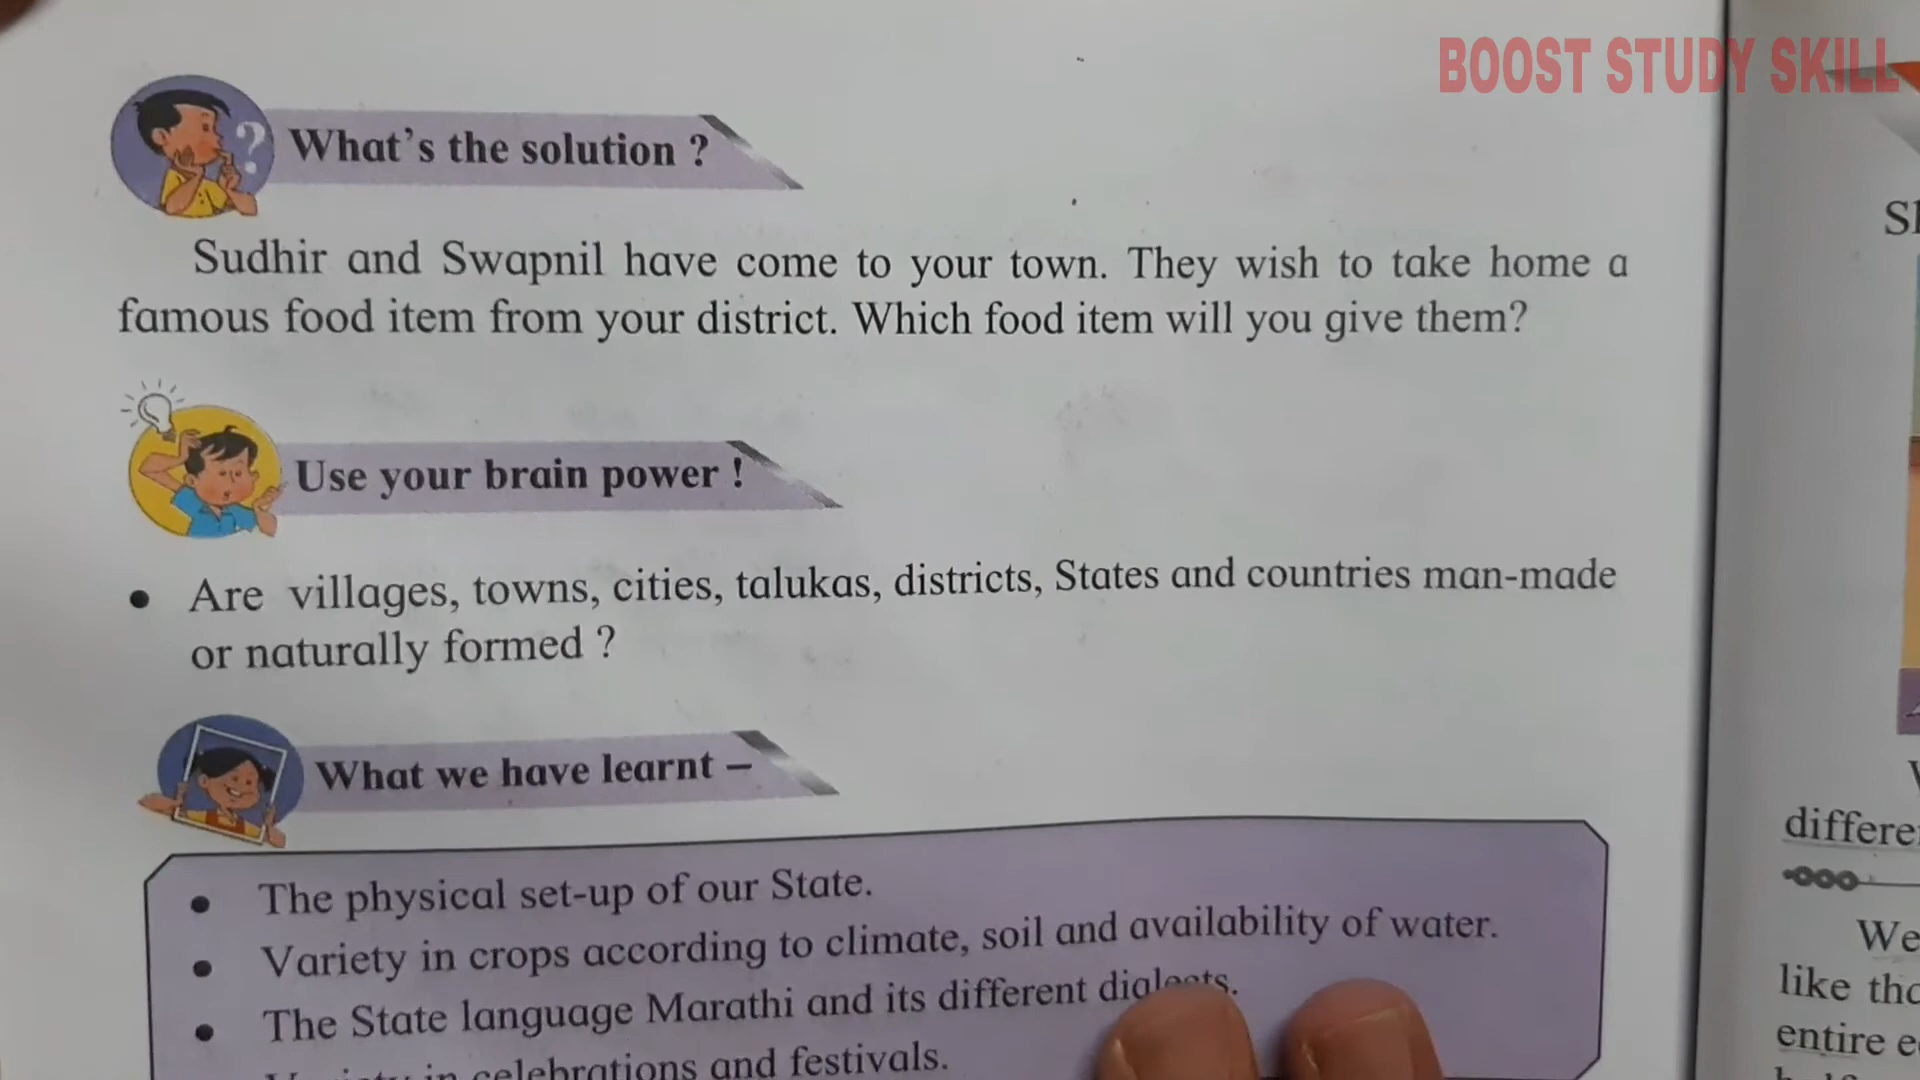 BOOST STUDY SKILL
What's the solution ?
Sudhir and Swapnil have come to your town. They wish to take home a
famous food item from your district. Which food item will you give them?
Use your brain power !
• Are villages, towns, cities, talukas, districts, States and countries man-made
or naturally formed ?
What we have learnt –
• The physical set-up of our State.
• Variety in crops according to climate, soil and availability of water.
• The State language Marathi and its different dialects.
in celebrations and festivals.
We
like
entire